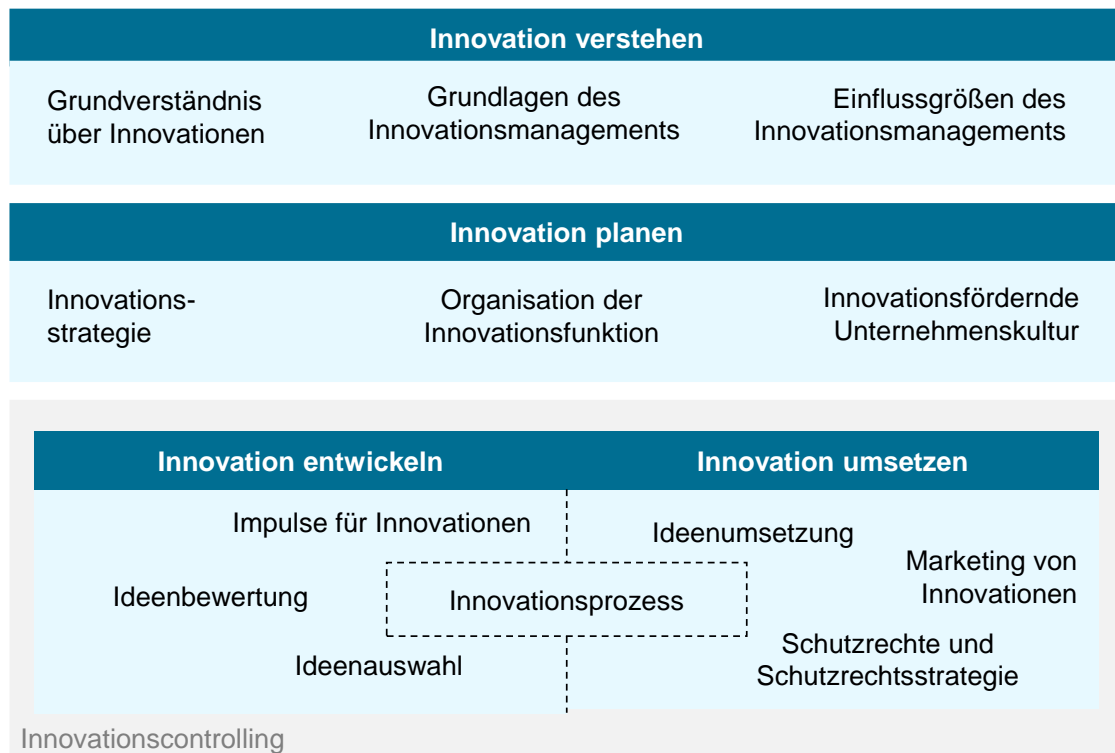 Innovation verstehen
Grundverständnis
über Innovationen
Grundlagen des
Innovationsmanagements
Einflussgrößen des
Innovationsmanagements
Innovation planen
Innovations-
strategie
Organisation der
Innovationsfunktion
Innovationsfördernde
Unternehmenskultur
Innovation entwickeln
Innovation umsetzen
Impulse für Innovationen
Ideenbewertung
Ideenauswahl
Innovationsprozess
Ideenumsetzung
Marketing von
Innovationen
Schutzrechte und
Schutzrechtsstrategie
Innovationscontrolling